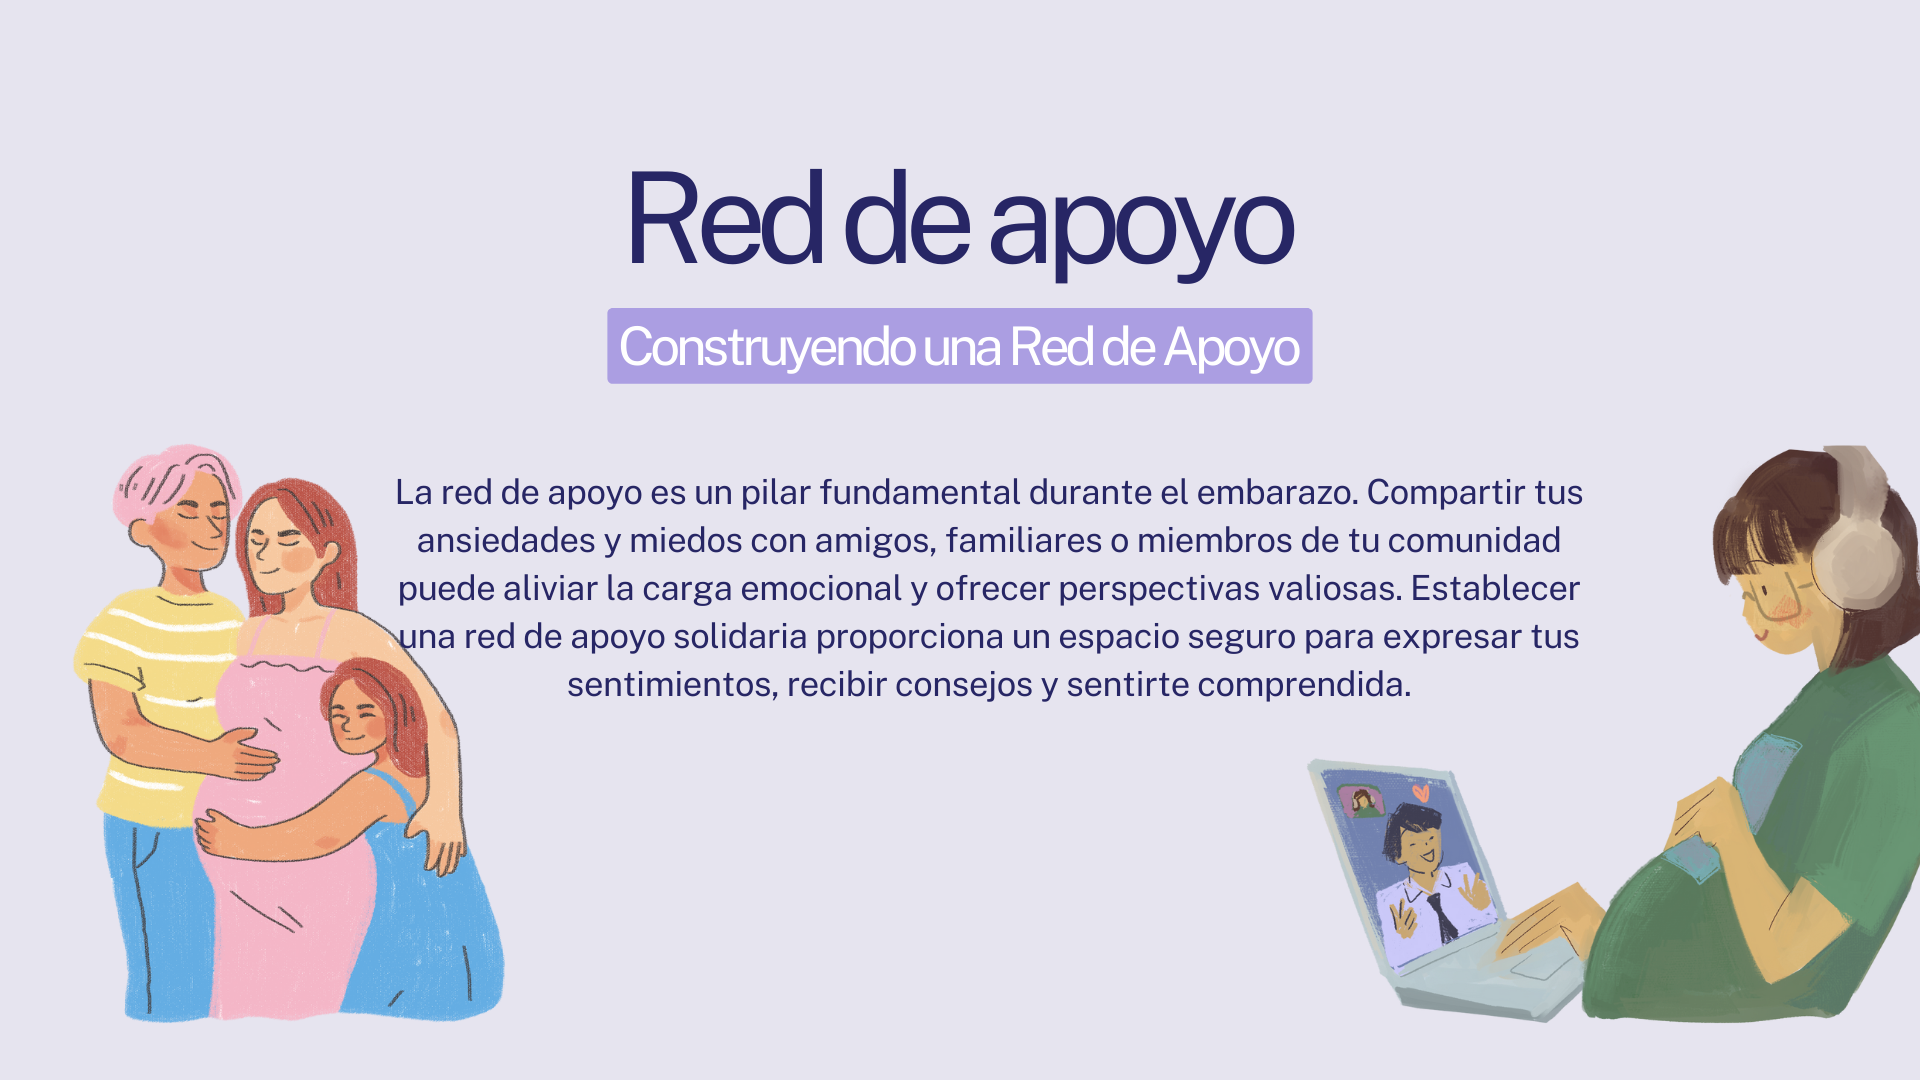 Red de apoyo
Construyendo una Red de Apoyo
La red de apoyo es un pilar fundamental durante el embarazo. Compartir tus
ansiedades y miedos con amigos, familiares o miembros de tu comunidad
puede aliviar la carga emocional y ofrecer perspectivas valiosas. Establecer
una red de apoyo solidaria proporciona un espacio seguro para expresar tus
sentimientos, recibir consejos y sentirte comprendida.